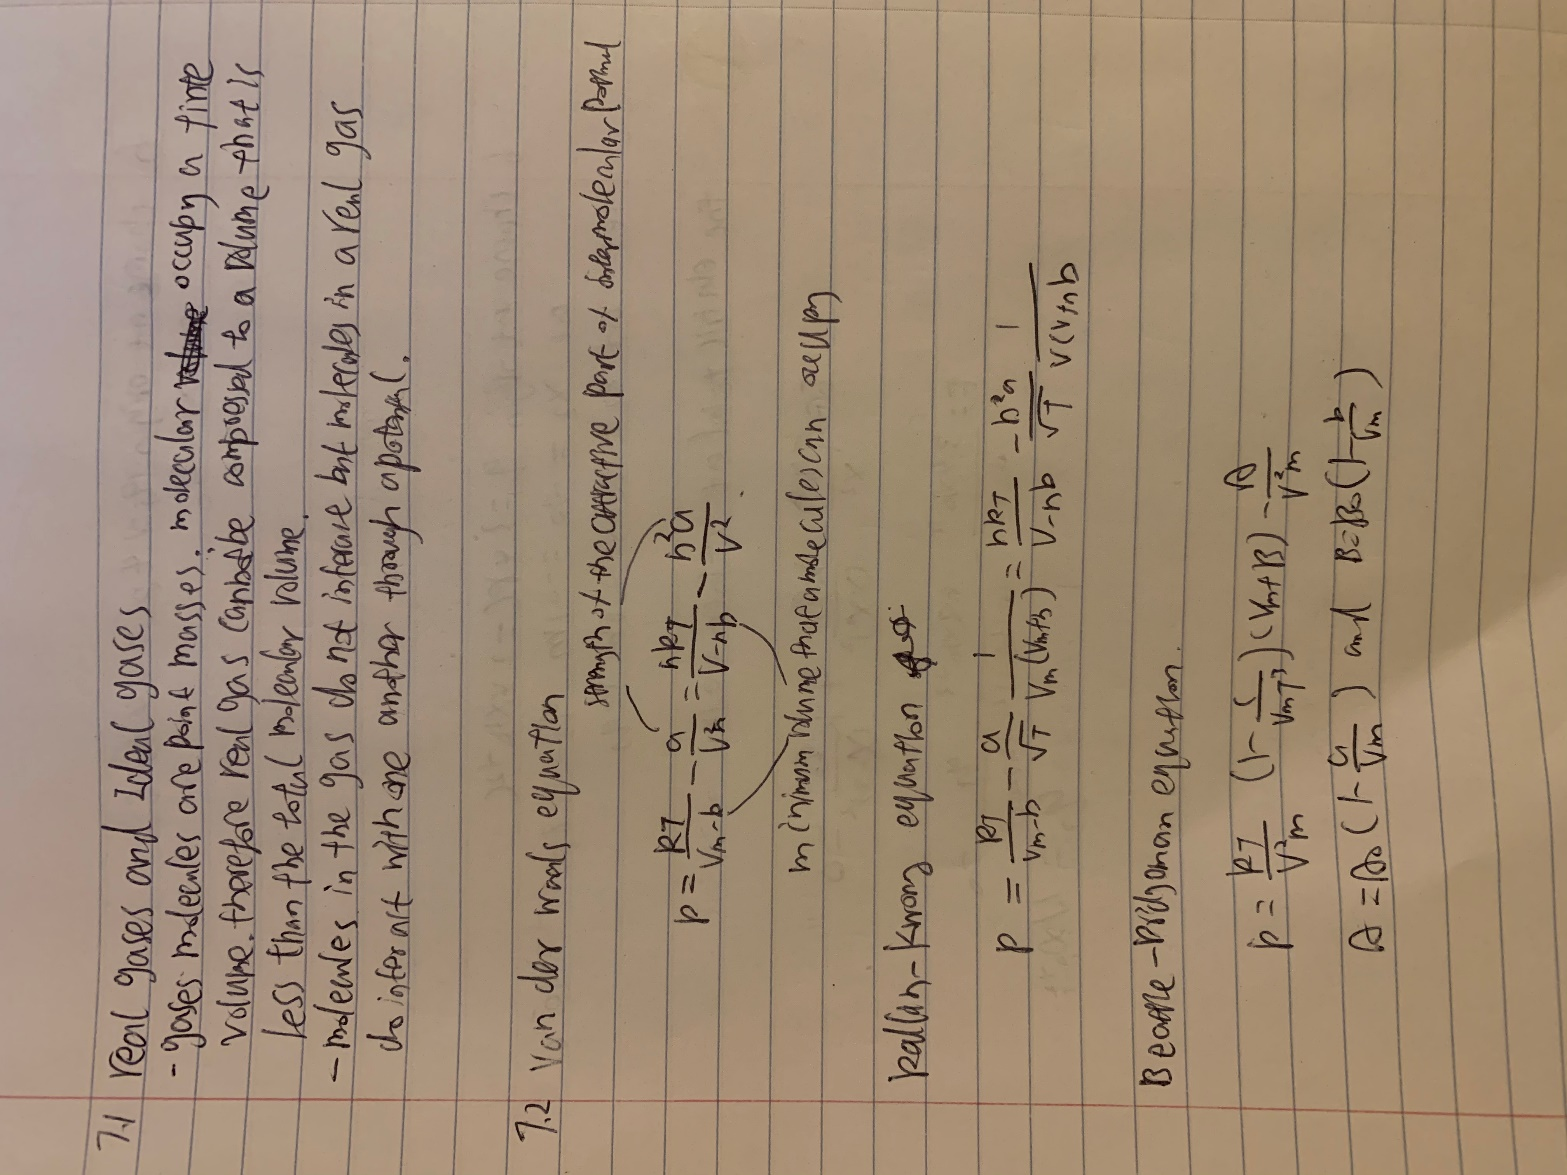 7.1 real gases and ideal gases
- gases molecules are point masses. molecular occupy a finite
volume. therefore real gas cannot be compressed to a volume that is
less than the total molecular volume.
- molecules in the gas do not interact but molecules in a real gas
do interact with one another through a potential.
7.2 Van der waals equation
strength of the attractive part of intermolecular potential
P = RT/(Vm-b) - a/V²m = nRT/(V-nb) - n²a/V²
minimum volume that a molecules can occupy
Redlich-Kwong equation
P = RT/(Vm-b) - a/√T 1/(Vm(Vm+b)) = nRT/(V-nb) - n²a/√T 1/(V(V+nb)
Beattle-Bridgeman equation.
P = RT/V²m (1- C/(VmT³))(Vm+B) - A/V²m
A = A₀(1- a/Vm) and B=B₀(1- b/Vm)